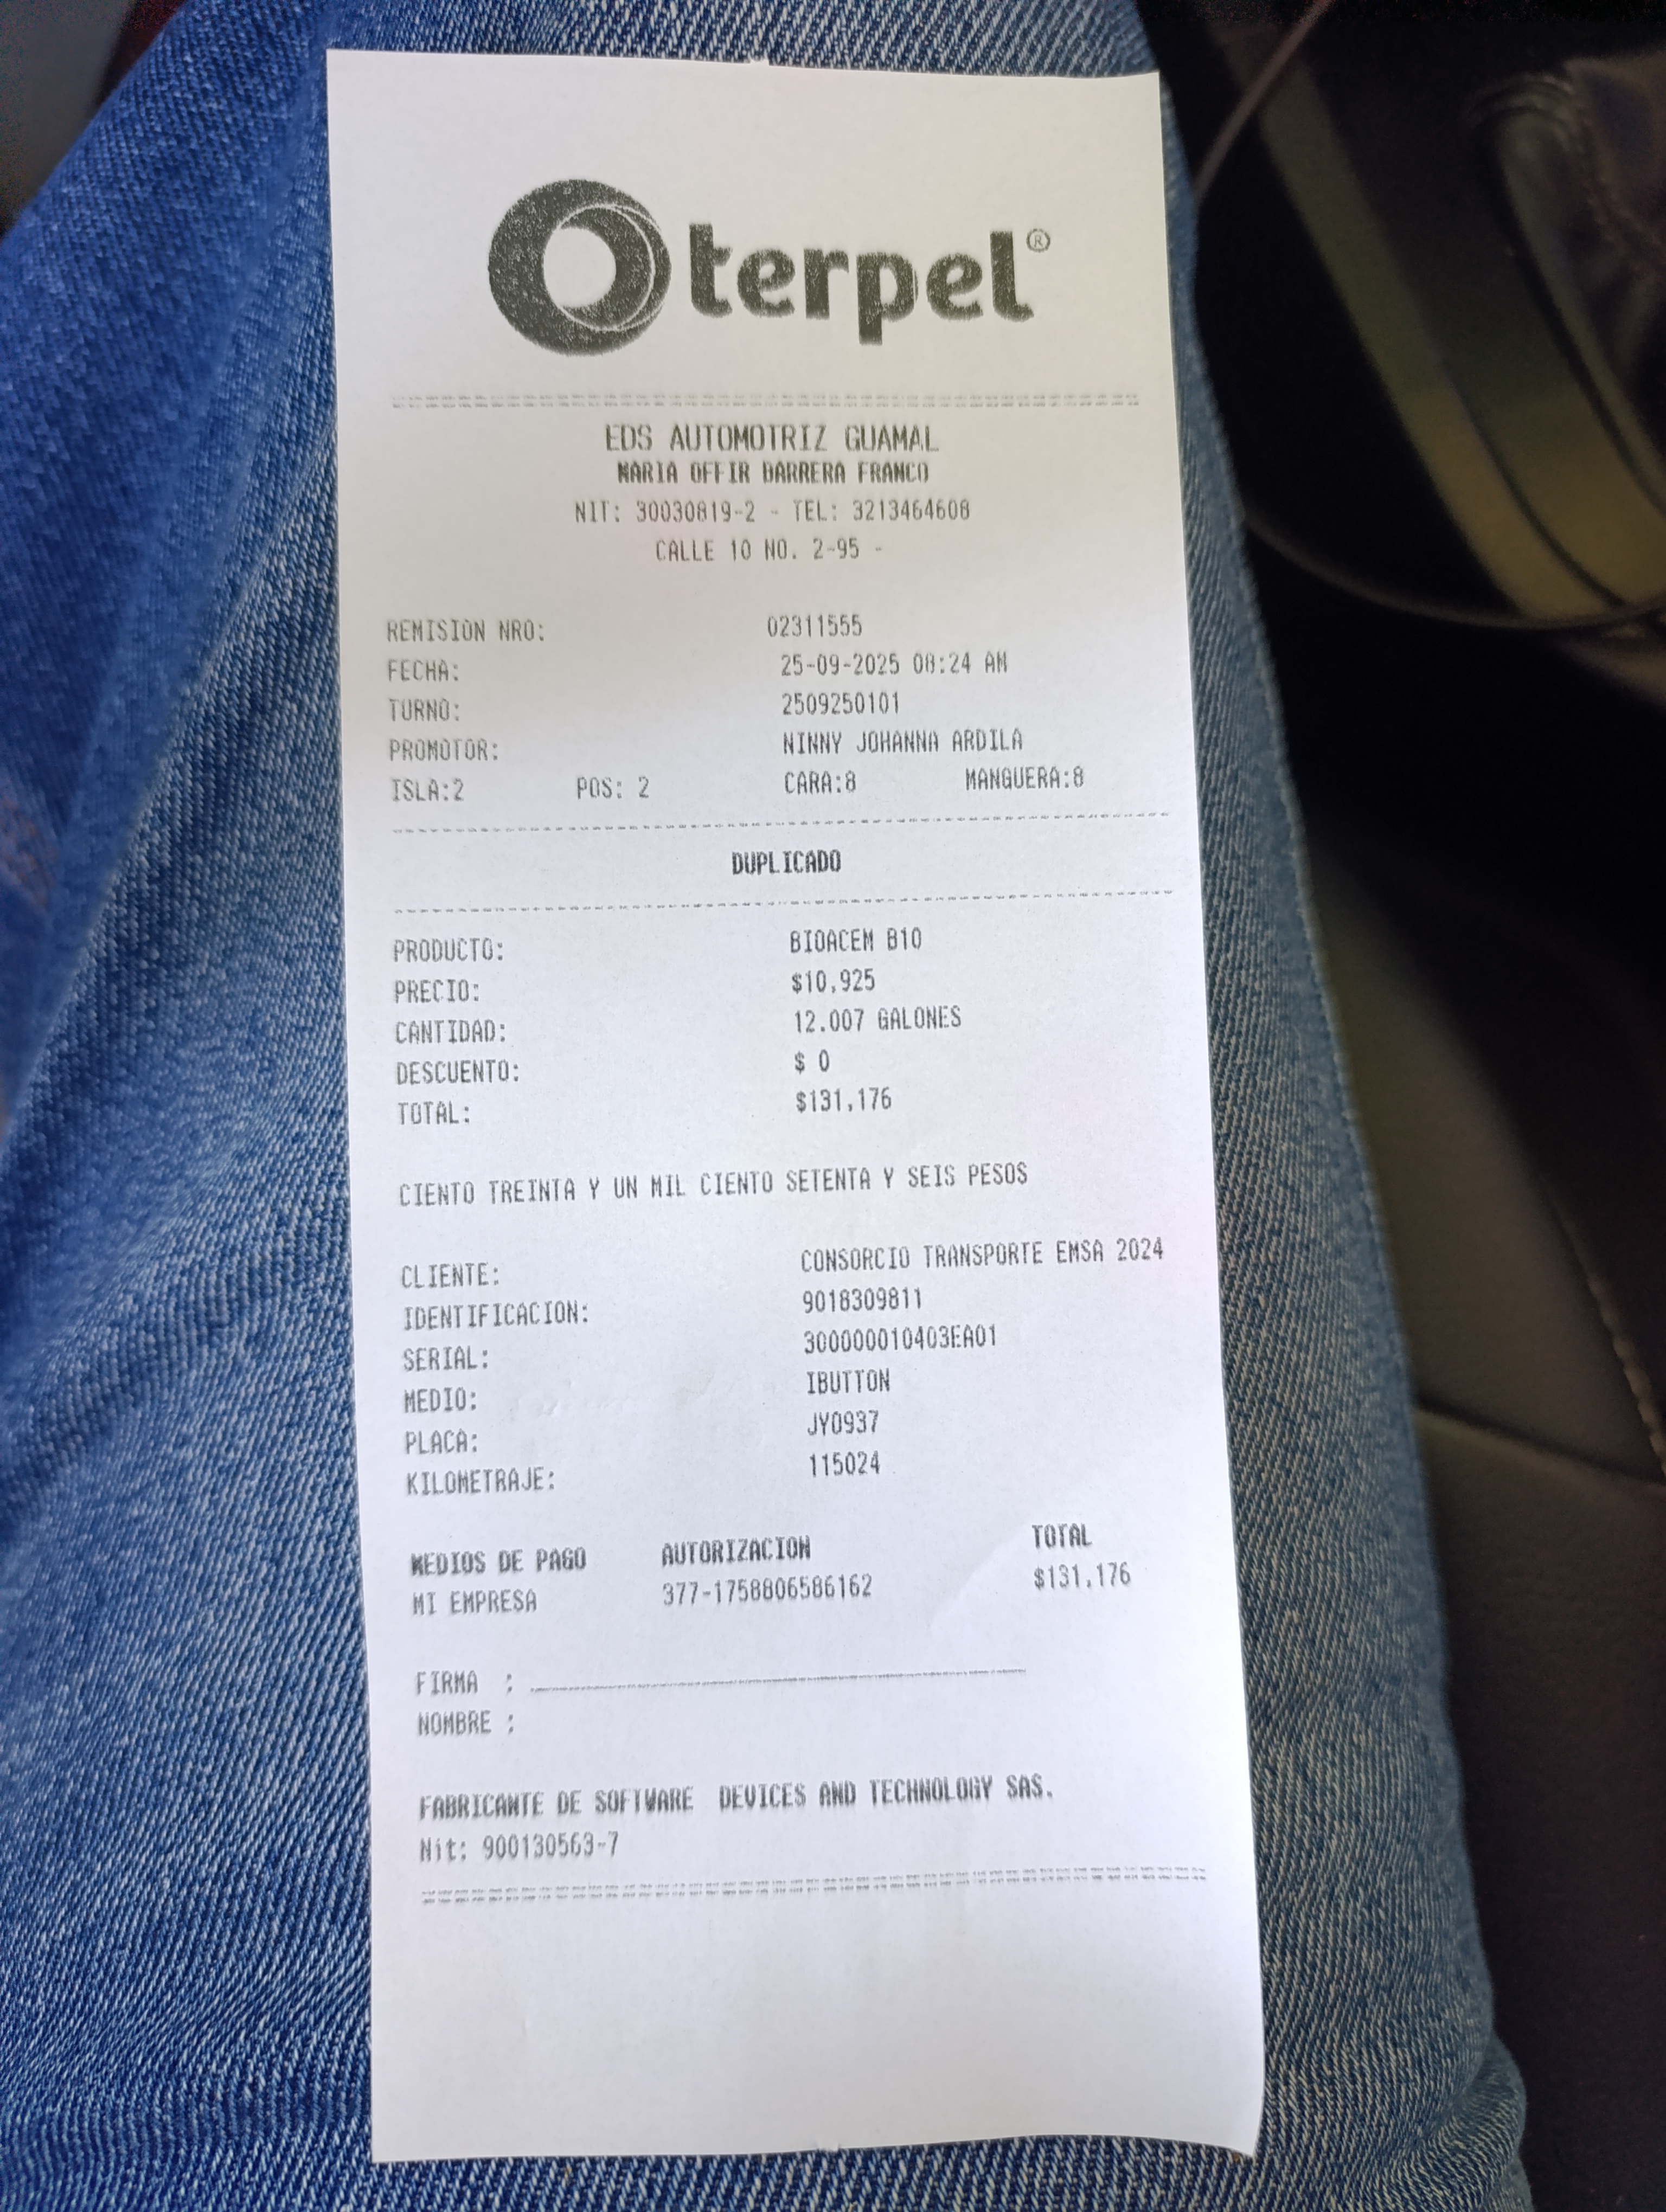 terpel®
EDS AUTOMOTRIZ GUAMAL
MARIA OFFIR BARRERA FRANCO
NIT: 30030819-2 - TEL: 3213464608
CALLE 10 NO. 2-95 -
REMISION NRO: 02311555
FECHA: 25-09-2025 08:24 AM
TURNO: 2509250101
PROMOTOR: NINNY JOHANNA ARDILA
ISLA:2 POS: 2 CARA:8 MANGUERA:8
DUPLICADO
PRODUCTO: BIOACEM B10
PRECIO: $10,925
CANTIDAD: 12.007 GALONES
DESCUENTO: $ 0
TOTAL: $131,176
CIENTO TREINTA Y UN MIL CIENTO SETENTA Y SEIS PESOS
CLIENTE: CONSORCIO TRANSPORTE EMSA 2024
IDENTIFICACION: 9018309811
SERIAL: 300000010403EA01
MEDIO: IBUTTON
PLACA: JYO937
KILOMETRAJE: 115024
MEDIOS DE PAGO AUTORIZACION TOTAL
MI EMPRESA 377-1758806586162 $131,176
FIRMA :
NOMBRE :
FABRICANTE DE SOFTWARE DEVICES AND TECHNOLOGY SAS.
Nit: 900130563-7